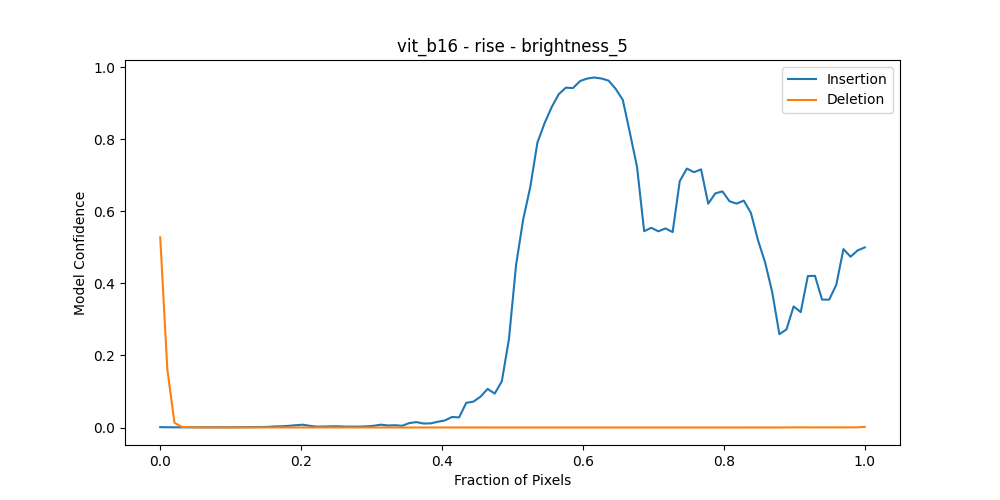 vit_b16 - rise - brightness_5
Insertion
Deletion
Model Confidence
1.0
0.8
0.6
0.4
0.2
0.0
0.0 0.2 0.4 0.6 0.8 1.0
Fraction of Pixels